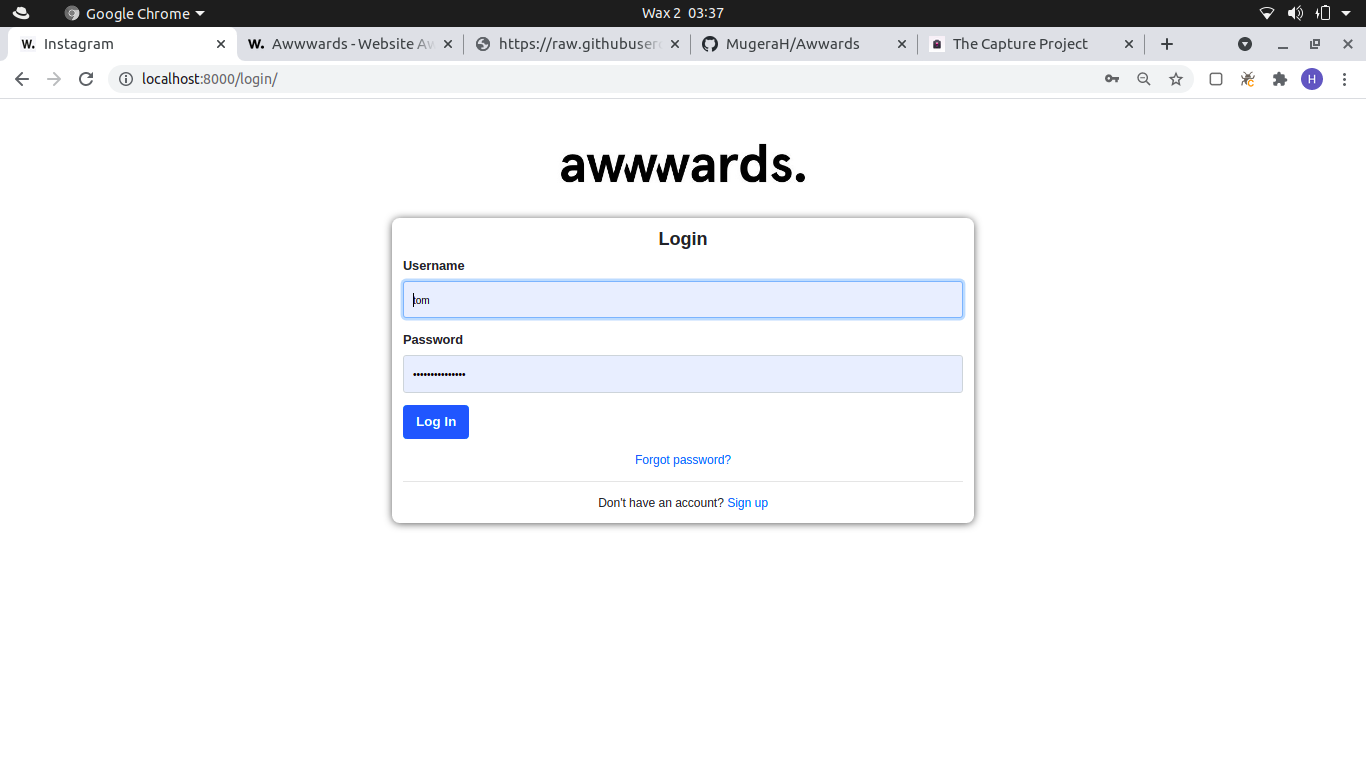 Google Chrome Wax 2 03:37
Instagram Awwwards - Website Aw https://raw.githubuser MugeraH/Awwards The Capture Project
localhost:8000/login/ H
awwwards.
Login
Username
tom
Password
•••••••••••••••
Log In
Forgot password?
Don't have an account? Sign up